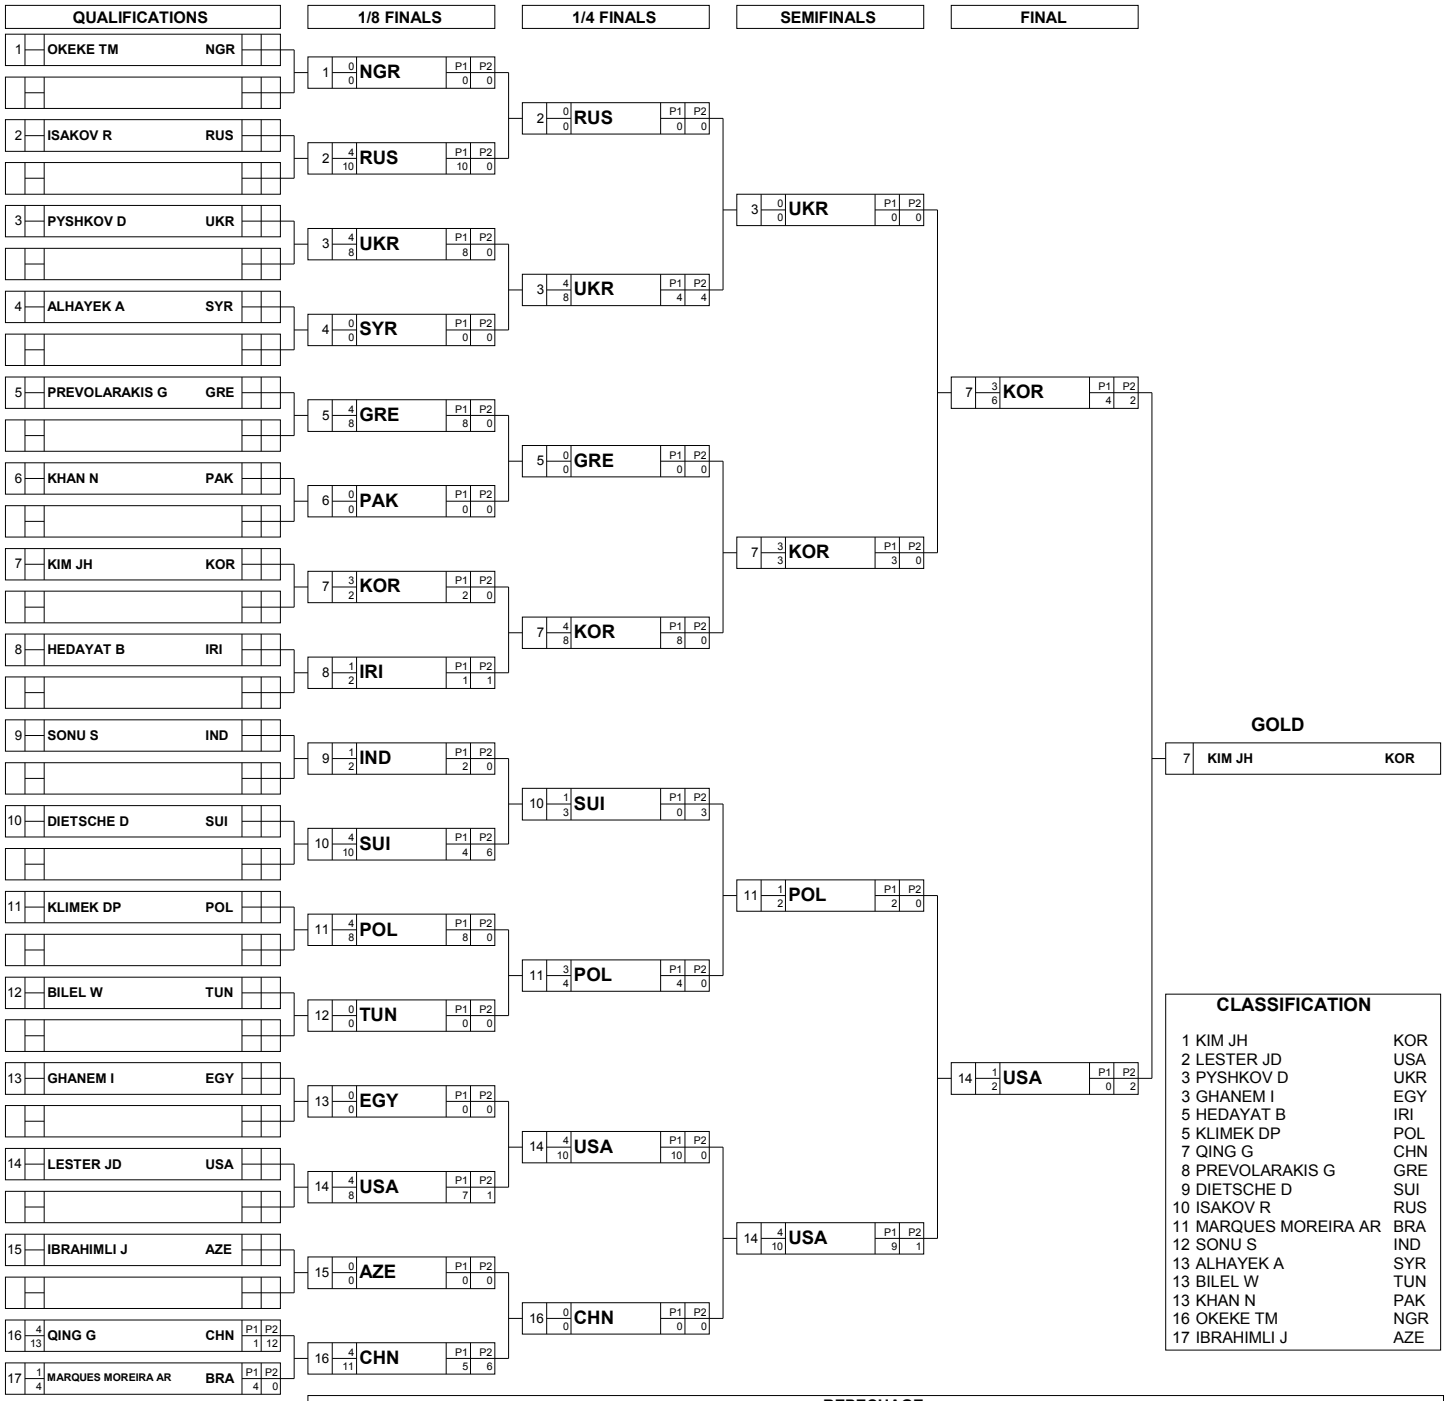 QUALIFICATIONS
1/8 FINALS
1/4 FINALS
SEMIFINALS
FINAL
1 OKEKE TM NGR
2 ISAKOV R RUS
3 PYSHKOV D UKR
4 ALHAYEK A SYR
5 PREVOLARAKIS G GRE
6 KHAN N PAK
7 KIM JH KOR
8 HEDAYAT B IRI
9 SONU S IND
10 DIETSCHE D SUI
11 KLIMEK DP POL
12 BILEL W TUN
13 GHANEM I EGY
14 LESTER JD USA
15 IBRAHIMLI J AZE
16 4 QING G CHN P1 P2
13 1 12
17 1 MARQUES MOREIRA AR BRA P1 P2
4 4 0
1 0 NGR P1 P2
0 0 0
2 4 RUS P1 P2
10 10 0
3 4 UKR P1 P2
8 8 0
4 0 SYR P1 P2
0 0 0
5 4 GRE P1 P2
8 8 0
6 0 PAK P1 P2
0 0 0
7 3 KOR P1 P2
2 2 0
8 1 IRI P1 P2
2 1 1
9 1 IND P1 P2
2 2 0
10 4 SUI P1 P2
10 4 6
11 4 POL P1 P2
8 8 0
12 0 TUN P1 P2
0 0 0
13 0 EGY P1 P2
0 0 0
14 4 USA P1 P2
8 7 1
15 0 AZE P1 P2
0 0 0
16 4 CHN P1 P2
11 5 6
2 0 RUS P1 P2
0 0 0
3 4 UKR P1 P2
8 4 4
5 0 GRE P1 P2
0 0 0
7 4 KOR P1 P2
8 8 0
10 1 SUI P1 P2
3 0 3
11 3 POL P1 P2
4 4 0
14 4 USA P1 P2
10 10 0
16 0 CHN P1 P2
0 0 0
3 0 UKR P1 P2
0 0 0
7 3 KOR P1 P2
3 3 0
11 1 POL P1 P2
2 2 0
14 4 USA P1 P2
10 9 1
7 3 KOR P1 P2
6 4 2
14 1 USA P1 P2
2 0 2
GOLD
7 KIM JH KOR
CLASSIFICATION
1 KIM JH KOR
2 LESTER JD USA
3 PYSHKOV D UKR
3 GHANEM I EGY
5 HEDAYAT B IRI
5 KLIMEK DP POL
7 QING G CHN
8 PREVOLARAKIS G GRE
9 DIETSCHE D SUI
10 ISAKOV R RUS
11 MARQUES MOREIRA AR BRA
12 SONU S IND
13 ALHAYEK A SYR
13 BILEL W TUN
13 KHAN N PAK
16 OKEKE TM NGR
17 IBRAHIMLI J AZE